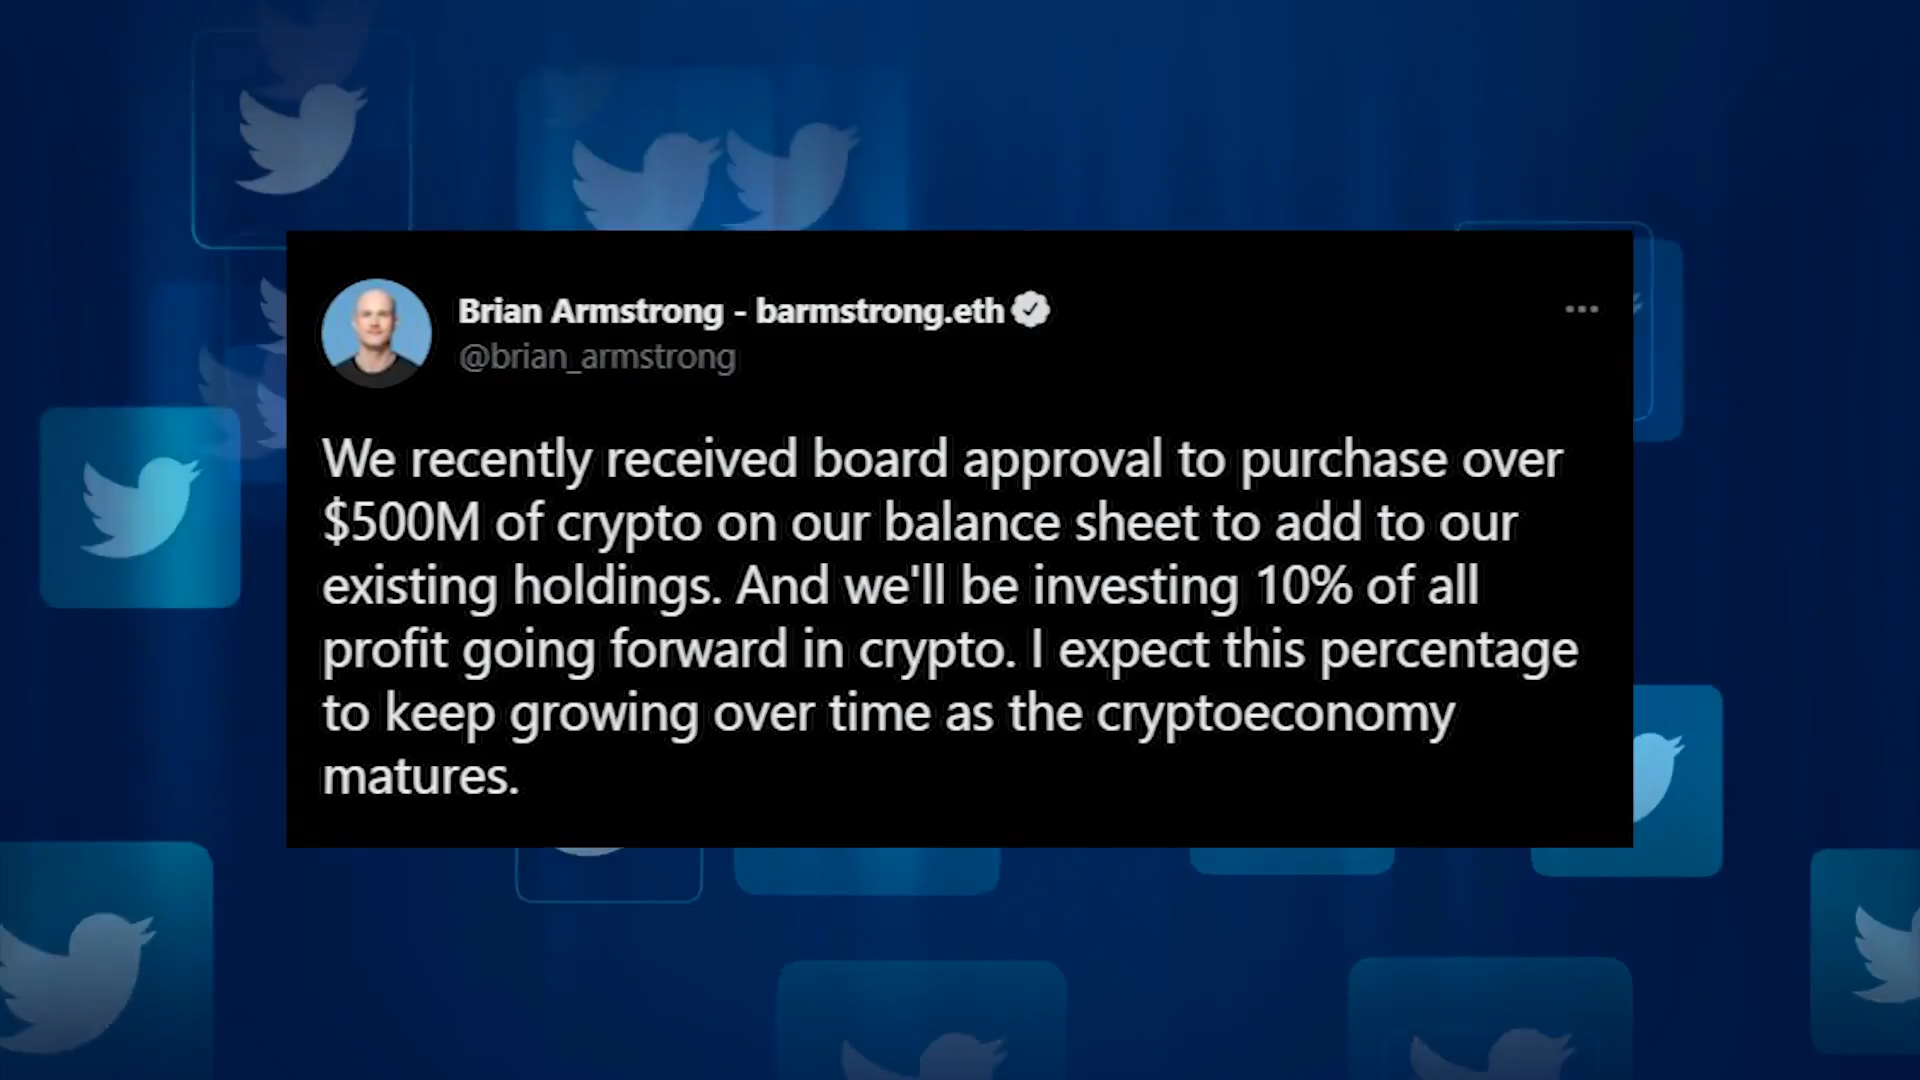 Brian Armstrong - barmstrong.eth
@brian_armstrong
We recently received board approval to purchase over
$500M of crypto on our balance sheet to add to our
existing holdings. And we'll be investing 10% of all
profit going forward in crypto. I expect this percentage
to keep growing over time as the cryptoeconomy
matures.